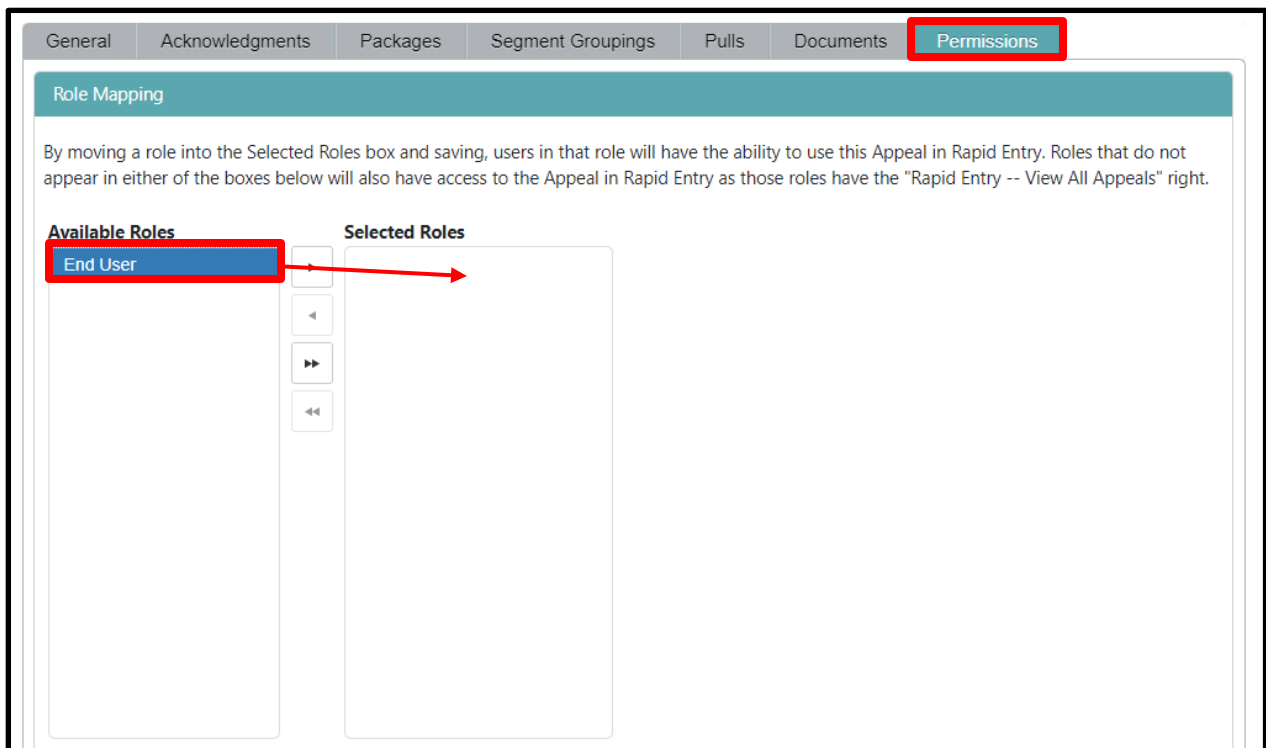 General Acknowledgments Packages Segment Groupings Pulls Documents Permissions
Role Mapping
By moving a role into the Selected Roles box and saving, users in that role will have the ability to use this Appeal in Rapid Entry. Roles that do not
appear in either of the boxes below will also have access to the Appeal in Rapid Entry as those roles have the "Rapid Entry -- View All Appeals" right.
Available Roles Selected Roles
End User